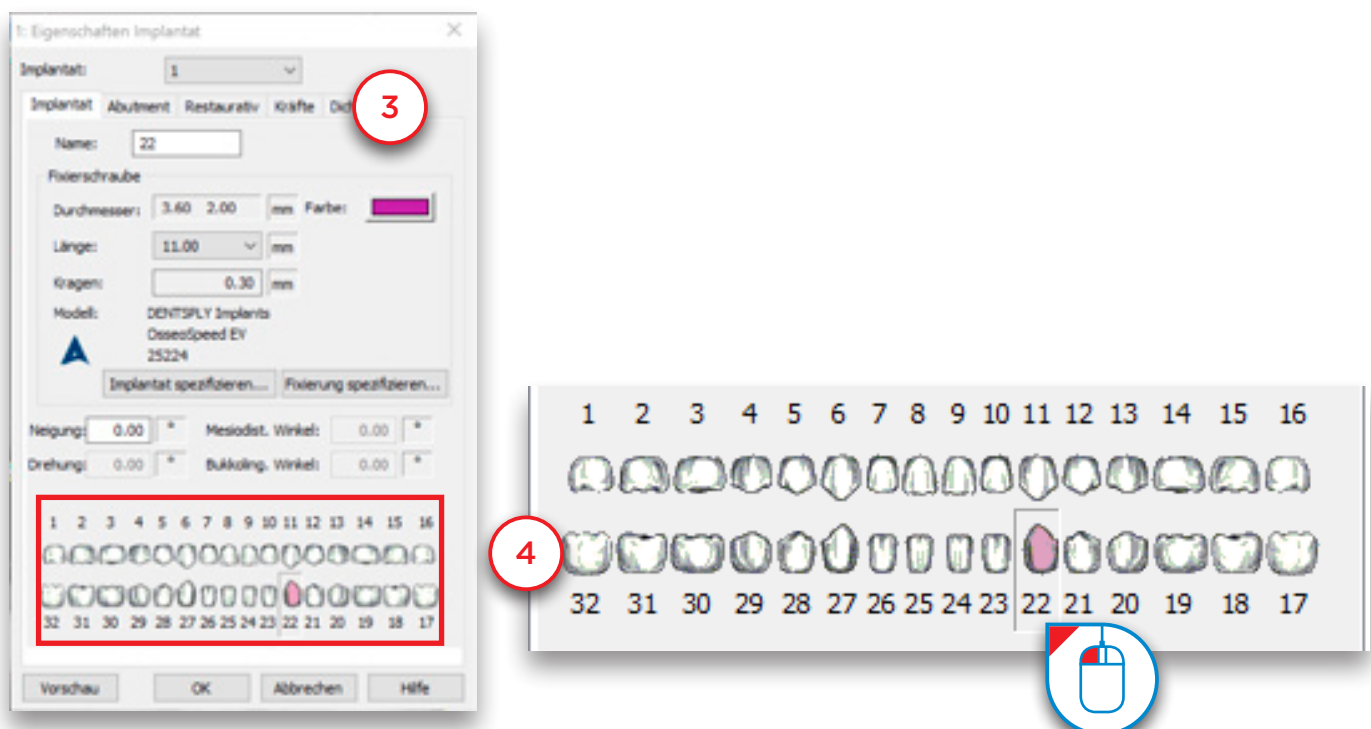 1: Eigenschaften Implantat
Implantat: 1
Implantat Abutment Restaurativ Kräfte Dich
3
Name: 22
Fixierschraube
Durchmesser: 3.60 2.00 mm Farbe:
Länge: 11.00 mm
Kragen: 0.30 mm
Modell: DENTSPLY Implants
OsseoSpeed EV
25224
Implantat spezifizieren... Fixierung spezifizieren...
Neigung: 0.00 ° Mesiodist. Winkel: 0.00 °
Drehung: 0.00 ° Bukkoling. Winkel: 0.00 °
1 2 3 4 5 6 7 8 9 10 11 12 13 14 15 16
32 31 30 29 28 27 26 25 24 23 22 21 20 19 18 17
Vorschau OK Abbrechen Hilfe
4
1 2 3 4 5 6 7 8 9 10 11 12 13 14 15 16
32 31 30 29 28 27 26 25 24 23 22 21 20 19 18 17